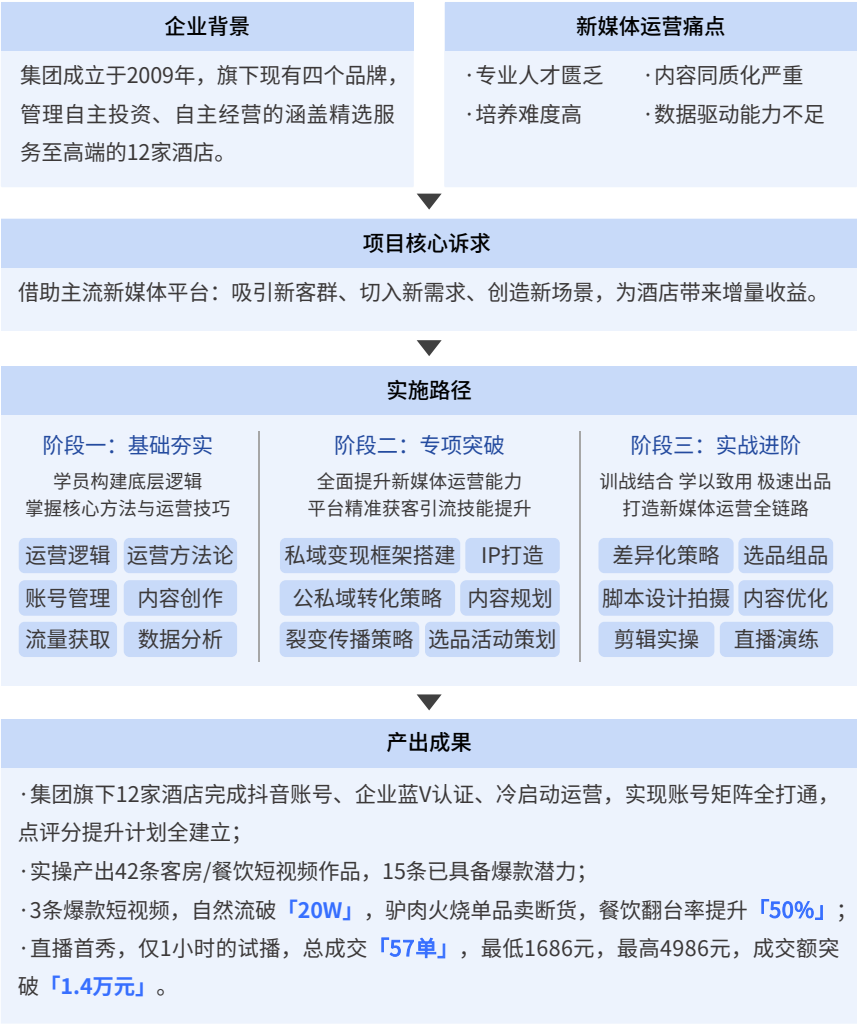 企业背景
集团成立于2009年，旗下现有四个品牌，
管理自主投资、自主经营的涵盖精选服
务至高端的12家酒店。
新媒体运营痛点
·专业人才匮乏 ·内容同质化严重
·培养难度高 ·数据驱动能力不足
项目核心诉求
借助主流新媒体平台：吸引新客群、切入新需求、创造新场景，为酒店带来增量收益。
实施路径
阶段一：基础夯实
学员构建底层逻辑
掌握核心方法与运营技巧
运营逻辑 运营方法论
账号管理 内容创作
流量获取 数据分析
阶段二：专项突破
全面提升新媒体运营能力
平台精准获客引流技能提升
私域变现框架搭建 IP打造
公私域转化策略 内容规划
裂变传播策略 选品活动策划
阶段三：实战进阶
训战结合 学以致用 极速出品
打造新媒体运营全链路
差异化策略 选品组品
脚本设计拍摄 内容优化
剪辑实操 直播演练
产出成果
·集团旗下12家酒店完成抖音账号、企业蓝V认证、冷启动运营，实现账号矩阵全打通，
点评分提升计划全建立；
·实操产出42条客房/餐饮短视频作品，15条已具备爆款潜力；
·3条爆款短视频，自然流破「20W」，驴肉火烧单品卖断货，餐饮翻台率提升「50%」；
·直播首秀，仅1小时的试播，总成交「57单」，最低1686元，最高4986元，成交额突
破「1.4万元」。